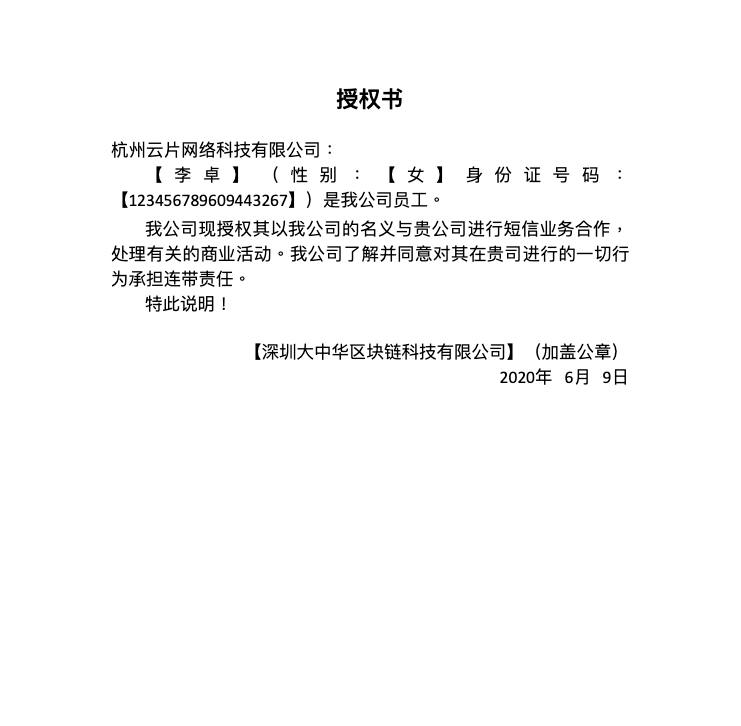 授权书
杭州云片网络科技有限公司：
【李卓】（性别：【女】身份证号码：
【123456789609443267】）是我公司员工。
我公司现授权其以我公司的名义与贵公司进行短信业务合作，
处理有关的商业活动。我公司了解并同意对其在贵司进行的一切行
为承担连带责任。
特此说明！
【深圳大中华区块链科技有限公司】（加盖公章）
2020年 6月 9日